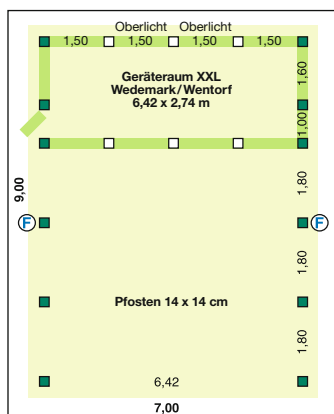 Oberlicht Oberlicht
1,50 1,50 1,50 1,50
Geräteraum XXL
Wedemark/Wentorf
6,42 x 2,74 m
1,60
1,00
1,80
9,00
F F
1,80
Pfosten 14 x 14 cm
1,80
6,42
7,00